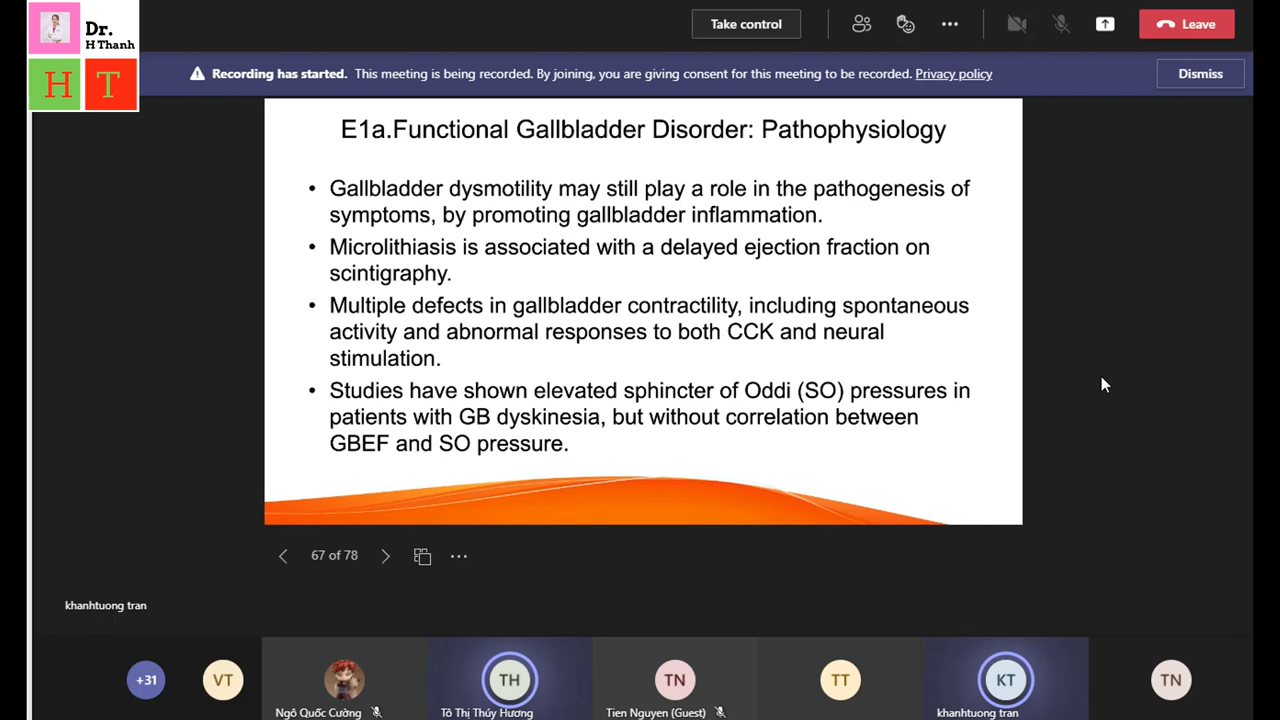 Dr.
H Thanh
H T
Take control
Leave
Recording has started. This meeting is being recorded. By joining, you are giving consent for this meeting to be recorded. Privacy policy
Dismiss
E1a.Functional Gallbladder Disorder: Pathophysiology
• Gallbladder dysmotility may still play a role in the pathogenesis of
symptoms, by promoting gallbladder inflammation.
• Microlithiasis is associated with a delayed ejection fraction on
scintigraphy.
• Multiple defects in gallbladder contractility, including spontaneous
activity and abnormal responses to both CCK and neural
stimulation.
• Studies have shown elevated sphincter of Oddi (SO) pressures in
patients with GB dyskinesia, but without correlation between
GBEF and SO pressure.
67 of 78
khanhtuong tran
+31
VT
TH
TN
TT
KT
TN
Ngô Quốc Cường
Tô Thị Thúy Hương
Tien Nguyen (Guest)
khanhtuong tran